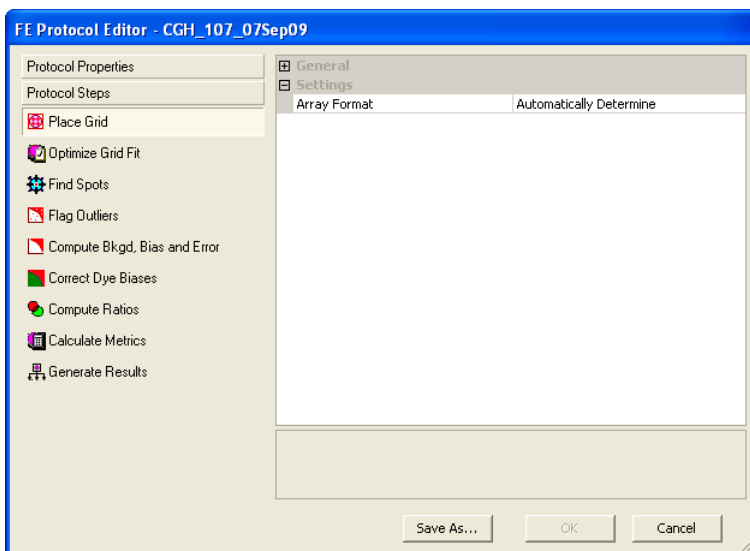 FE Protocol Editor - CGH_107_07Sep09
Protocol Properties
Protocol Steps
Place Grid
Optimize Grid Fit
Find Spots
Flag Outliers
Compute Bkgd, Bias and Error
Correct Dye Biases
Compute Ratios
Calculate Metrics
Generate Results
General
Settings
Array Format Automatically Determine
Save As... OK Cancel